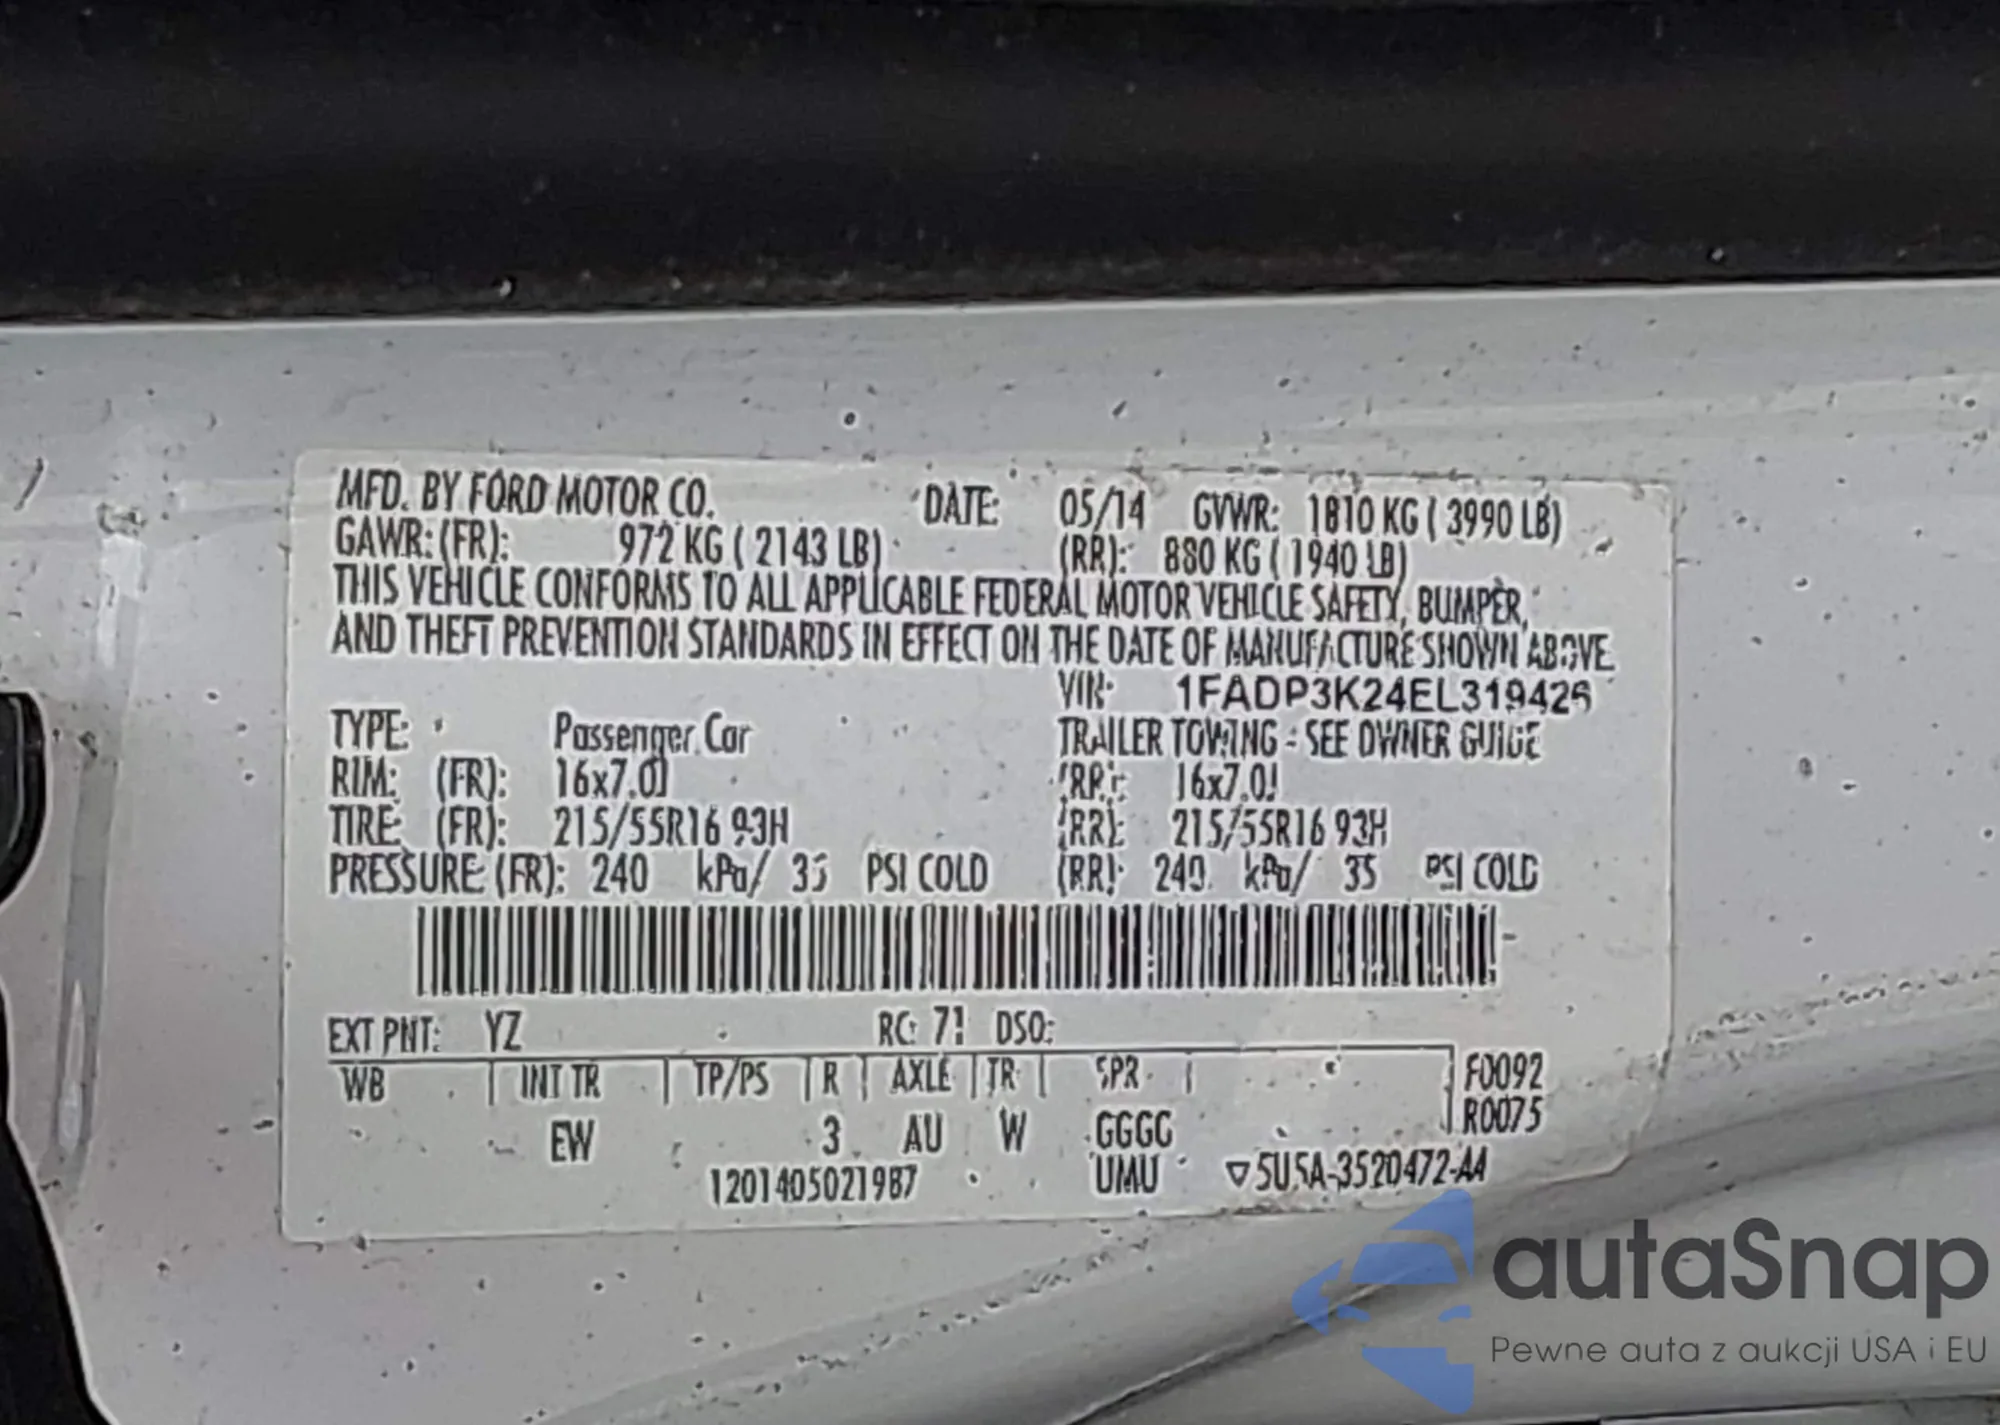 MFD. BY FORD MOTOR CO. DATE: 05/14 GVWR: 1810 KG ( 3990 LB)
GAWR: (FR): 972 KG ( 2143 LB) (RR): 880 KG ( 1940 LB)
THIS VEHICLE CONFORMS TO ALL APPLICABLE FEDERAL MOTOR VEHICLE SAFETY, BUMPER,
AND THEFT PREVENTION STANDARDS IN EFFECT ON THE DATE OF MANUFACTURE SHOWN ABOVE.
VIN: 1FADP3K24EL319426
TYPE: Passenger Car TRAILER TOWING - SEE OWNER GUIDE
RIM: (FR): 16x7.0J (RR): 16x7.0J
TIRE: (FR): 215/55R16 93H (RR): 215/55R16 93H
PRESSURE (FR): 240 kPa/ 35 PSI COLD (RR): 240 kPa/ 35 PSI COLD
EXT PNT: YZ RC: 71 DSO:
WB INT TR TP/PS R AXLE TR SPR F0092
R0075
EW 3 AU W GGGG
1201405021987 UMU ▽5U5A-3520472-AA
autaSnap
Pewne auta z aukcji USA i EU